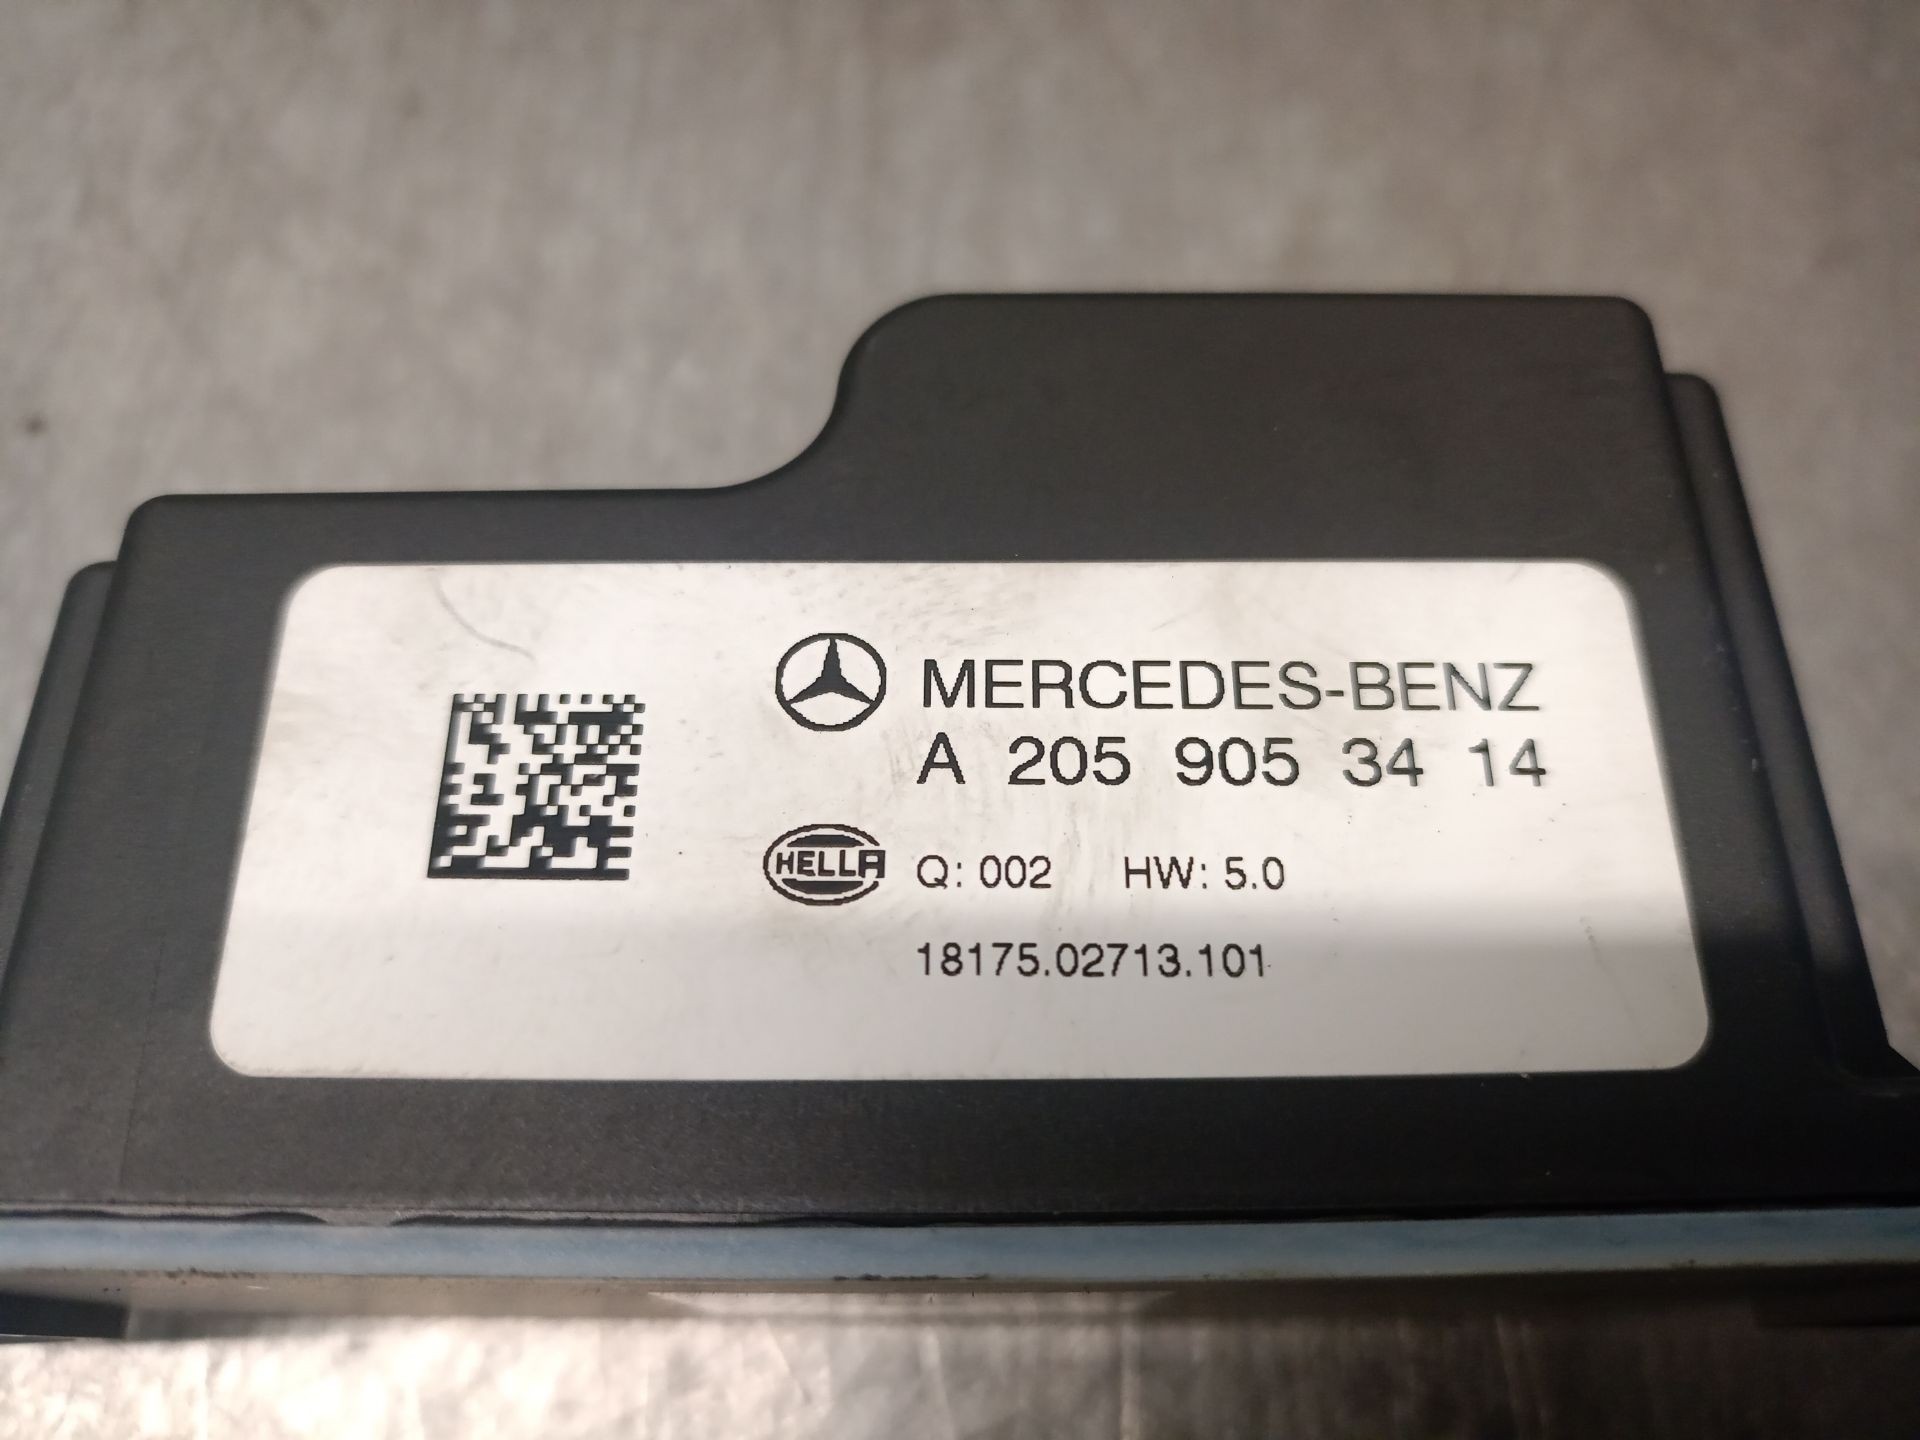 MERCEDES-BENZ
A 205 905 34 14
HELLA Q: 002 HW: 5.0
18175.02713.101